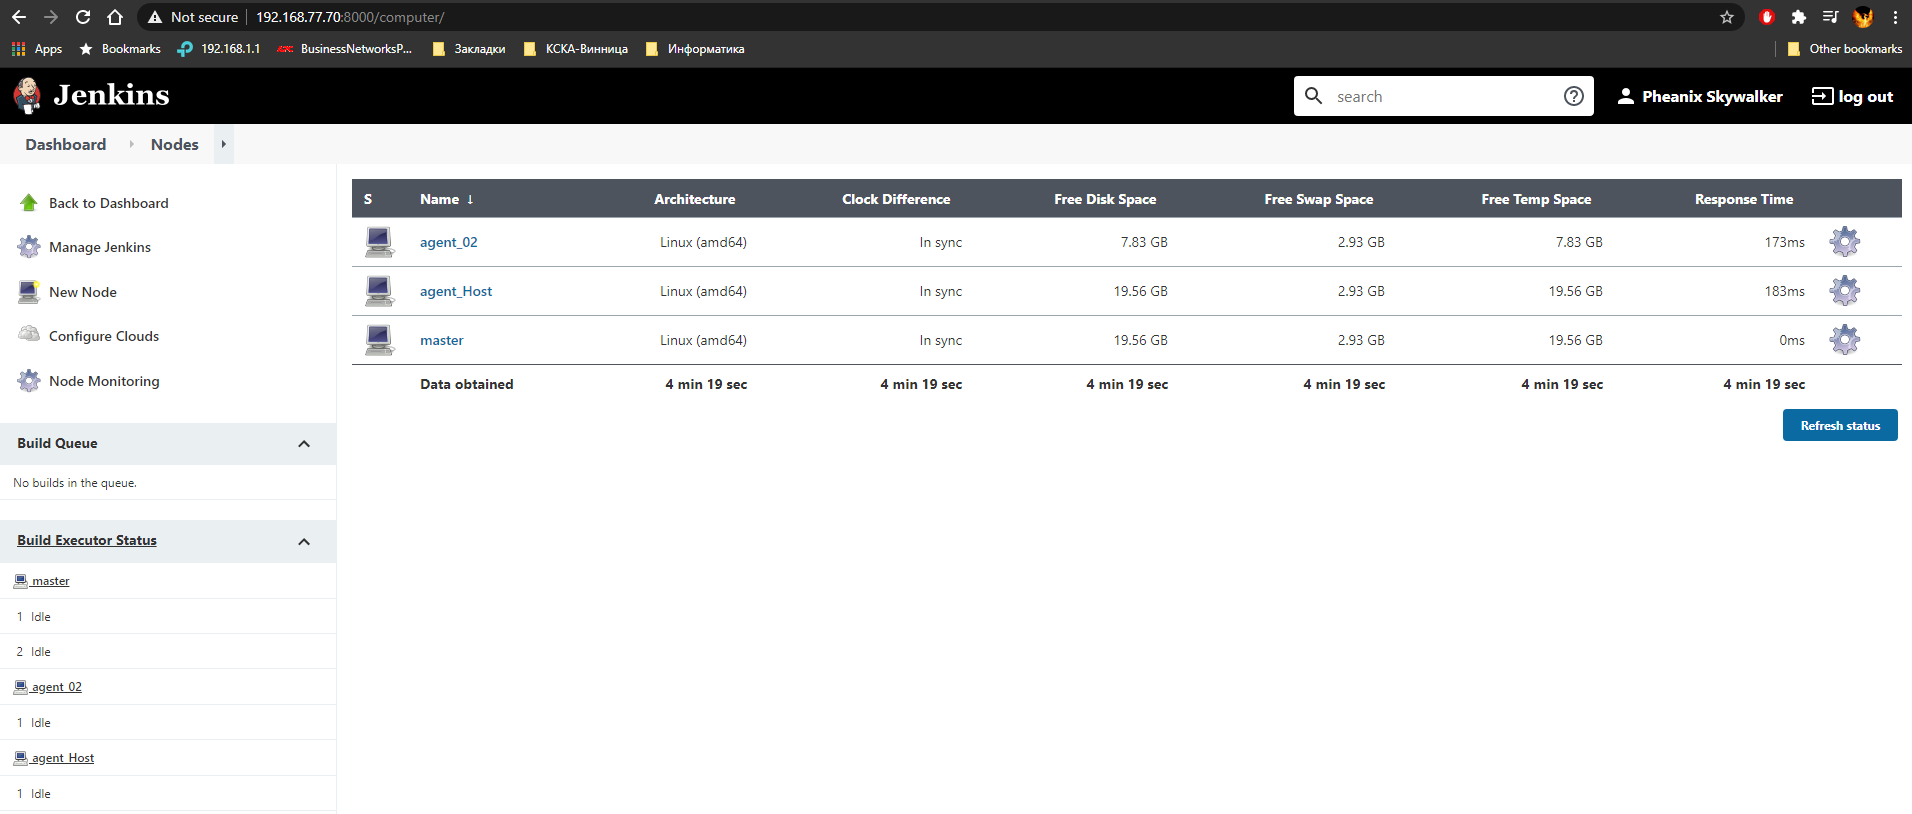 Not secure 192.168.77.70:8000/computer/
Apps Bookmarks 192.168.1.1 BusinessNetworksP... Закладки КСКА-Винница Информатика Other bookmarks
Jenkins search Pheanix Skywalker log out
Dashboard Nodes
Back to Dashboard
Manage Jenkins
New Node
Configure Clouds
Node Monitoring
Build Queue
No builds in the queue.
Build Executor Status
master
1 Idle
2 Idle
agent_02
1 Idle
agent_Host
1 Idle
S Name ↓ Architecture Clock Difference Free Disk Space Free Swap Space Free Temp Space Response Time
agent_02 Linux (amd64) In sync 7.83 GB 2.93 GB 7.83 GB 173ms
agent_Host Linux (amd64) In sync 19.56 GB 2.93 GB 19.56 GB 183ms
master Linux (amd64) In sync 19.56 GB 2.93 GB 19.56 GB 0ms
Data obtained 4 min 19 sec 4 min 19 sec 4 min 19 sec 4 min 19 sec 4 min 19 sec 4 min 19 sec
Refresh status